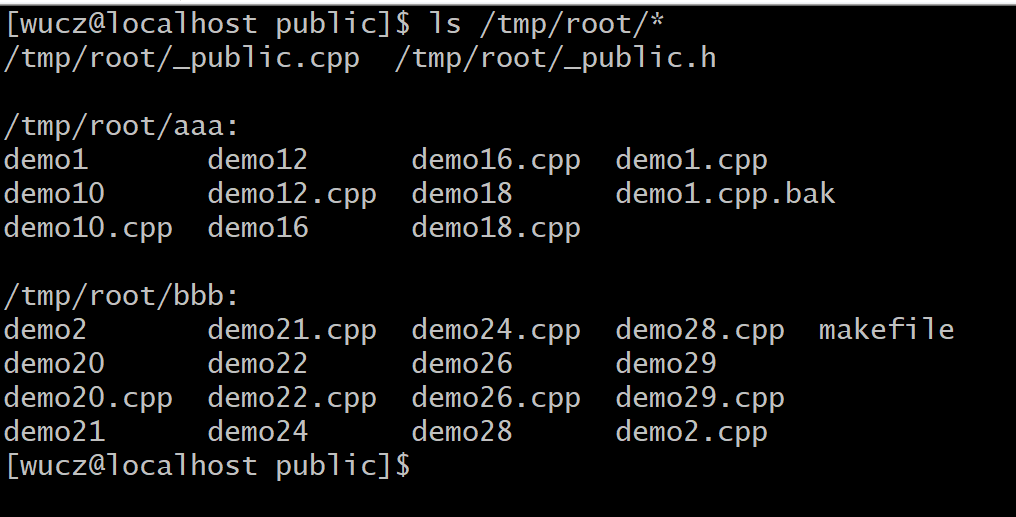 [wucz@localhost public]$ ls /tmp/root/*
/tmp/root/_public.cpp  /tmp/root/_public.h

/tmp/root/aaa:
demo1       demo12      demo16.cpp  demo1.cpp
demo10      demo12.cpp  demo18      demo1.cpp.bak
demo10.cpp  demo16      demo18.cpp

/tmp/root/bbb:
demo2       demo21.cpp  demo24.cpp  demo28.cpp  makefile
demo20      demo22      demo26      demo29
demo20.cpp  demo22.cpp  demo26.cpp  demo29.cpp
demo21      demo24      demo28      demo2.cpp
[wucz@localhost public]$